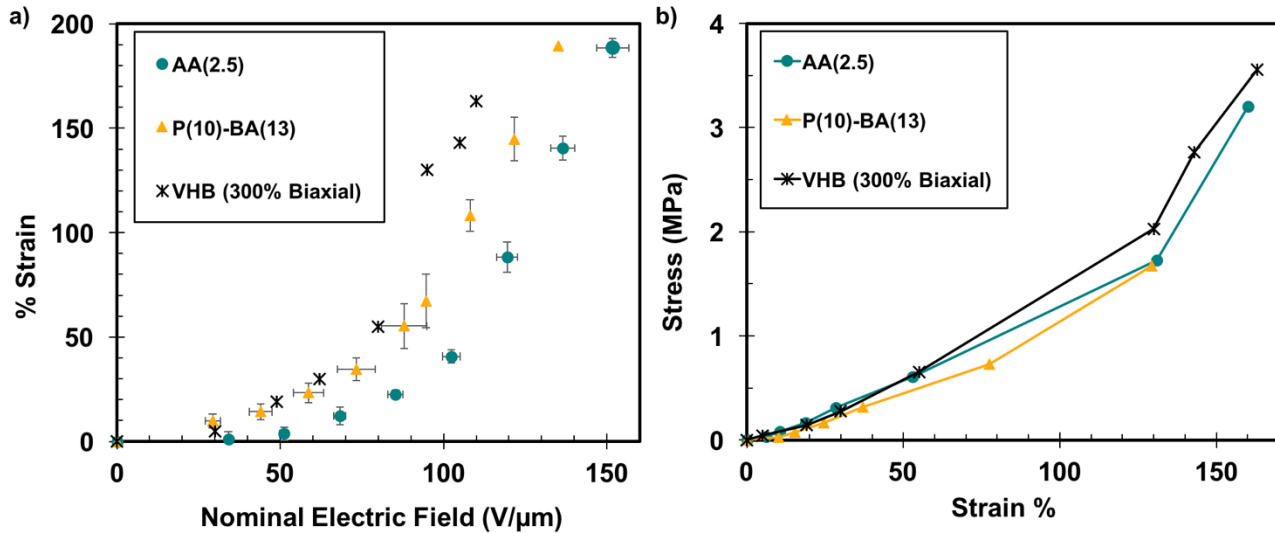 a)
200
150
100
50
0
% Strain
AA(2.5)
P(10)-BA(13)
VHB (300% Biaxial)
0 50 100 150
Nominal Electric Field (V/µm)
b)
4
3
2
1
0
Stress (MPa)
AA(2.5)
P(10)-BA(13)
VHB (300% Biaxial)
0 50 100 150
Strain %